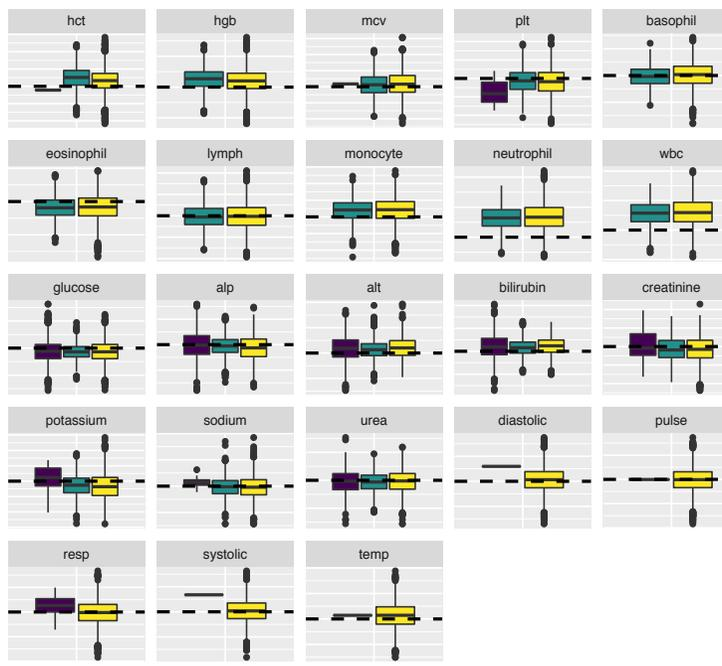 hct hgb mcv plt basophil
eosinophil lymph monocyte neutrophil wbc
glucose alp alt bilirubin creatinine
potassium sodium urea diastolic pulse
resp systolic temp